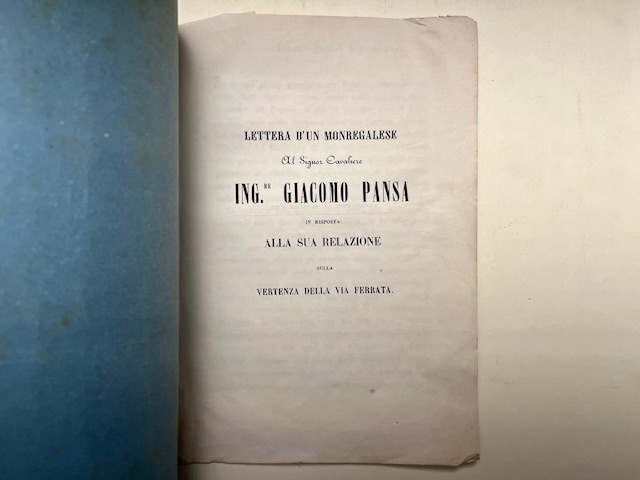 LETTERA D'UN MONREGALESE
Al Signor Cavaliere
ING.RE GIACOMO PANSA
IN RISPOSTA
ALLA SUA RELAZIONE
SULLA
VERTENZA DELLA VIA FERRATA.